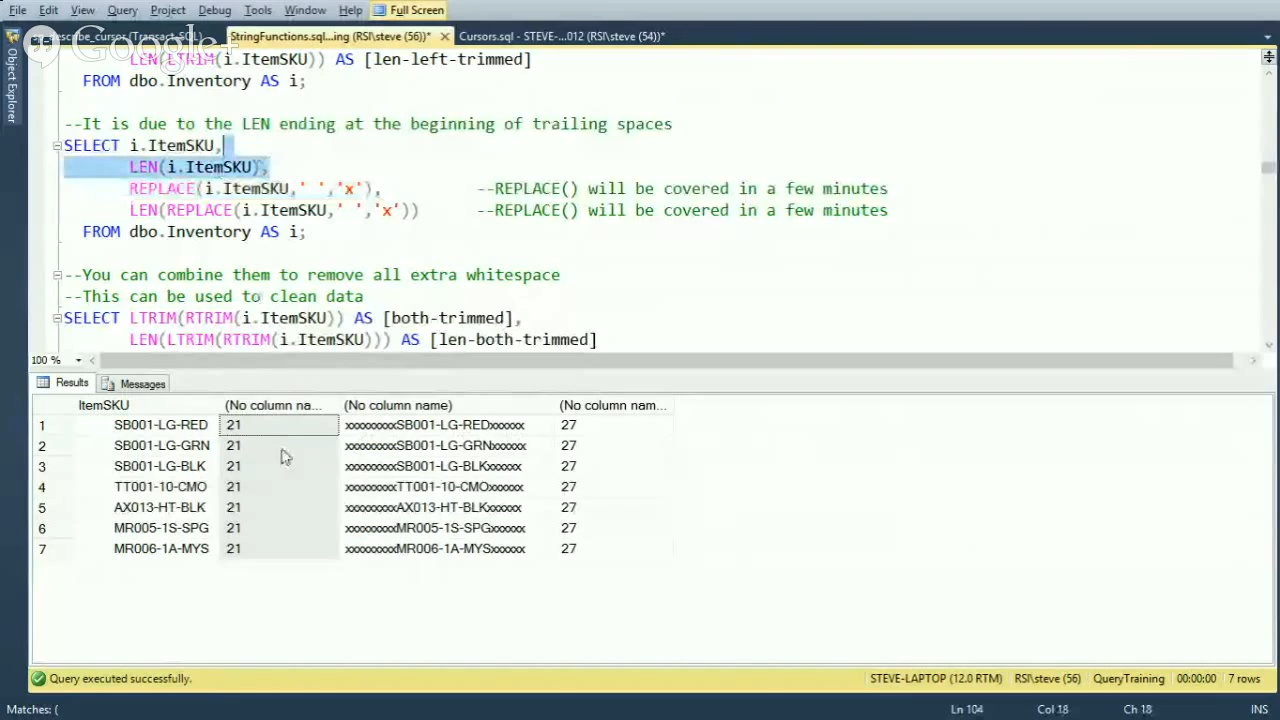 File Edit View Query Project Debug Tools Window Help Full Screen
sp_describe_cursor (Transact-SQL) StringFunctions.sql...ing (RSI\steve (56))* Cursors.sql - STEVE-...012 (RSI\steve (54))*
Google+
Object Explorer
LEN(LTRIM(i.ItemSKU)) AS [len-left-trimmed]
FROM dbo.Inventory AS i;
--It is due to the LEN ending at the beginning of trailing spaces
SELECT i.ItemSKU,
LEN(i.ItemSKU),
REPLACE(i.ItemSKU,' ','x'), --REPLACE() will be covered in a few minutes
LEN(REPLACE(i.ItemSKU,' ','x')) --REPLACE() will be covered in a few minutes
FROM dbo.Inventory AS i;
--You can combine them to remove all extra whitespace
--This can be used to clean data
SELECT LTRIM(RTRIM(i.ItemSKU)) AS [both-trimmed],
LEN(LTRIM(RTRIM(i.ItemSKU))) AS [len-both-trimmed]
100 %
Results Messages
ItemSKU (No column na... (No column name) (No column nam...
1 SB001-LG-RED 21 xxxxxxxxxSB001-LG-REDxxxxxx 27
2 SB001-LG-GRN 21 xxxxxxxxxSB001-LG-GRNxxxxxx 27
3 SB001-LG-BLK 21 xxxxxxxxxSB001-LG-BLKxxxxxx 27
4 TT001-10-CMO 21 xxxxxxxxxTT001-10-CMOxxxxxx 27
5 AX013-HT-BLK 21 xxxxxxxxxAX013-HT-BLKxxxxxx 27
6 MR005-1S-SPG 21 xxxxxxxxxMR005-1S-SPGxxxxxx 27
7 MR006-1A-MYS 21 xxxxxxxxxMR006-1A-MYSxxxxxx 27
Query executed successfully. STEVE-LAPTOP (12.0 RTM) RSI\steve (56) QueryTraining 00:00:00 7 rows
Matches: ( Ln 104 Col 18 Ch 18 INS